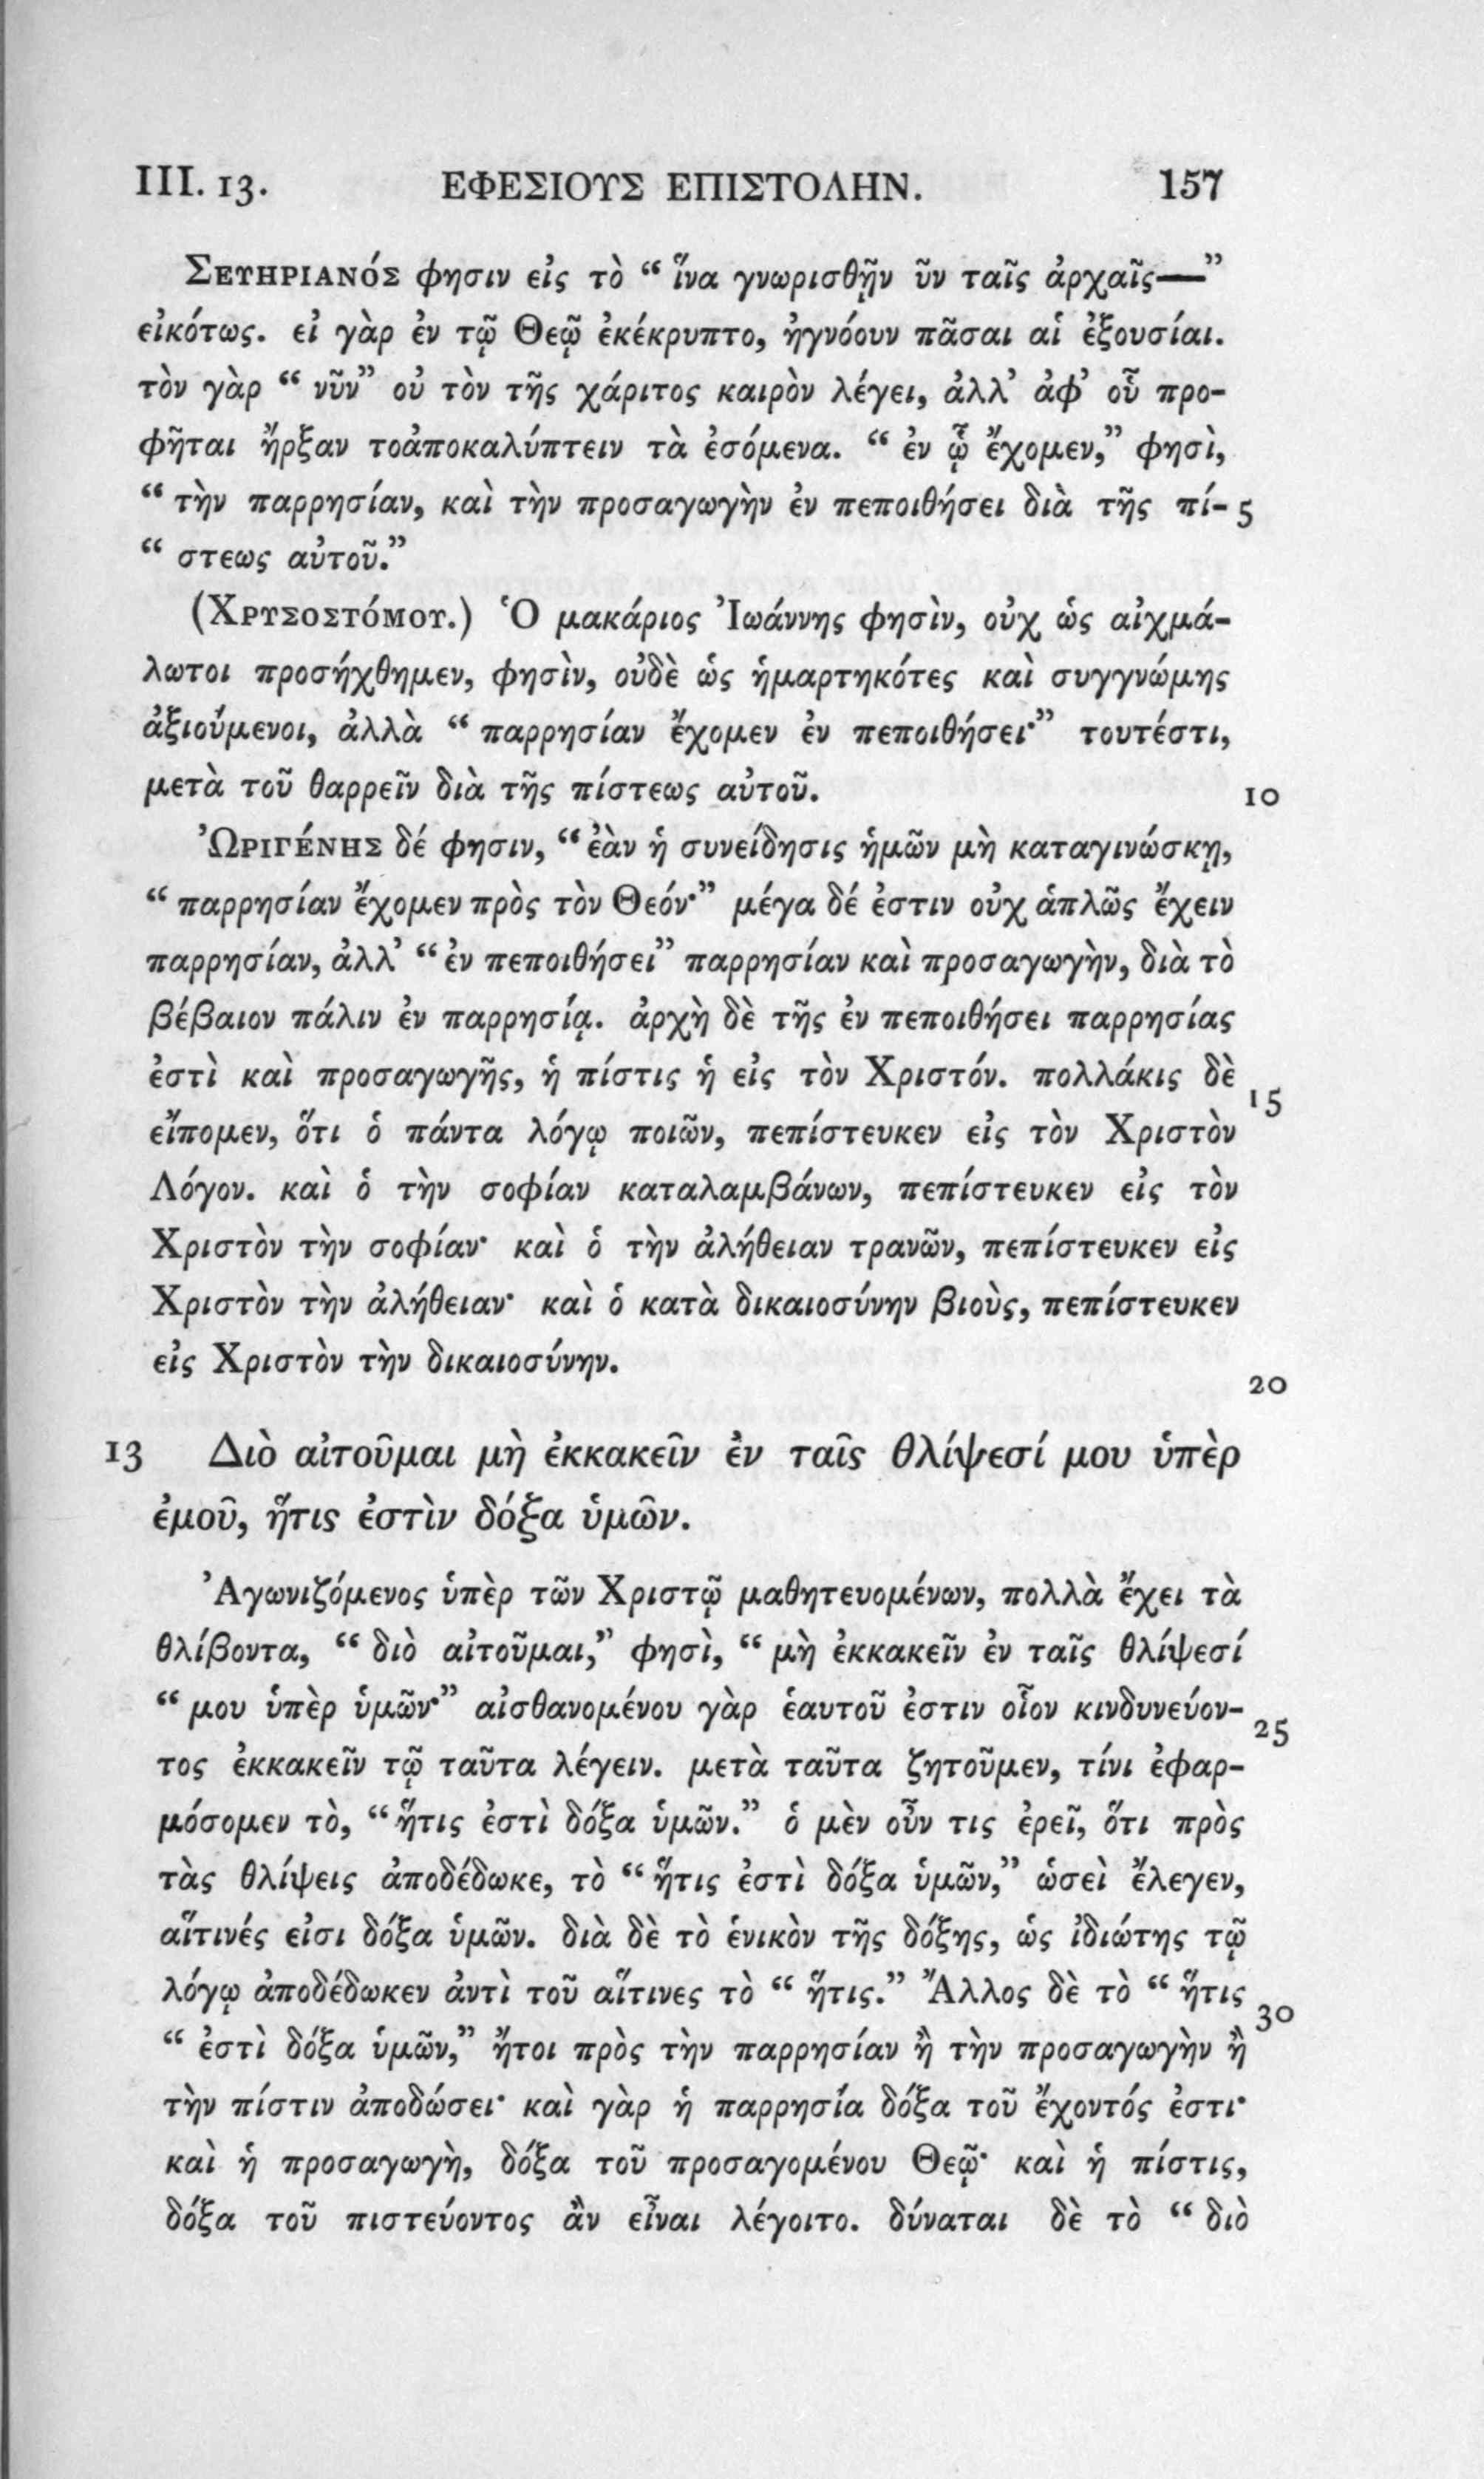 III. 13. ΕΦΕΣΙΟΥΣ ΕΠΙΣΤΟΛΗΝ. 157
ΣΕΥΗΡΙΑΝΌΣ φησιν εἰς τὸ “ ἵνα γνωρισθῇν ῦν ταῖς ἀρχαῖς—”
εἰκότως. εἰ γὰρ ἐν τῷ Θεῷ ἐκέκρυπτο, ἠγνόουν πᾶσαι αἱ ἐξουσίαι.
τὸν γὰρ “ νῦν” οὐ τὸν τῆς χάριτος καιρὸν λέγει, ἀλλ’ ἀφ’ οὗ προ-
φῆται ἤρξαν τοἀποκαλύπτειν τὰ ἐσόμενα. “ ἐν ᾧ ἔχομεν,” φησὶ,
“ τὴν παρρησίαν, καὶ τὴν προσαγωγὴν ἐν πεποιθήσει διὰ τῆς πί- 5
“ στεως αὐτοῦ.”
(ΧΡΥΣΟΣΤΌΜΟΥ.) Ὁ μακάριος Ἰωάννης φησὶν, οὐχ ὡς αἰχμά-
λωτοι προσήχθημεν, φησὶν, οὐδὲ ὡς ἡμαρτηκότες καὶ συγγνώμης
ἀξιούμενοι, ἀλλὰ “ παρρησίαν ἔχομεν ἐν πεποιθήσει·” τουτέστι,
μετὰ τοῦ θαρρεῖν διὰ τῆς πίστεως αὐτοῦ. 10
ὨΡΙΓΈΝΗΣ δέ φησιν, “ ἐὰν ἡ συνείδησις ἡμῶν μὴ καταγινώσκῃ,
“ παρρησίαν ἔχομεν πρὸς τὸν Θεόν·” μέγα δέ ἐστιν οὐχ ἁπλῶς ἔχειν
παρρησίαν, ἀλλ’ “ ἐν πεποιθήσει” παρρησίαν καὶ προσαγωγὴν, διὰ τὸ
βέβαιον πάλιν ἐν παρρησίᾳ. ἀρχὴ δὲ τῆς ἐν πεποιθήσει παρρησίας
ἐστὶ καὶ προσαγωγῆς, ἡ πίστις ἡ εἰς τὸν Χριστόν. πολλάκις δὲ 15
εἴπομεν, ὅτι ὁ πάντα λόγῳ ποιῶν, πεπίστευκεν εἰς τὸν Χριστὸν
Λόγον. καὶ ὁ τὴν σοφίαν καταλαμβάνων, πεπίστευκεν εἰς τὸν
Χριστὸν τὴν σοφίαν· καὶ ὁ τὴν ἀλήθειαν τρανῶν, πεπίστευκεν εἰς
Χριστὸν τὴν ἀλήθειαν· καὶ ὁ κατὰ δικαιοσύνην βιοὺς, πεπίστευκεν
εἰς Χριστὸν τὴν δικαιοσύνην. 20
13 Διὸ αἰτοῦμαι μὴ ἐκκακεῖν ἐν ταῖς θλίψεσί μου ὑπὲρ
ἐμοῦ, ἥτις ἐστὶν δόξα ὑμῶν.
Ἀγωνιζόμενος ὑπὲρ τῶν Χριστῷ μαθητευομένων, πολλὰ ἔχει τὰ
θλίβοντα, “ διὸ αἰτοῦμαι,” φησὶ, “ μὴ ἐκκακεῖν ἐν ταῖς θλίψεσί
“ μου ὑπὲρ ὑμῶν·” αἰσθανομένου γὰρ ἑαυτοῦ ἐστιν οἷον κινδυνεύον- 25
τος ἐκκακεῖν τῷ ταῦτα λέγειν. μετὰ ταῦτα ζητοῦμεν, τίνι ἐφαρ-
μόσομεν τὸ, “ ἥτις ἐστὶ δόξα ὑμῶν.” ὁ μὲν οὖν τις ἐρεῖ, ὅτι πρὸς
τὰς θλίψεις ἀποδέδωκε, τὸ “ ἥτις ἐστὶ δόξα ὑμῶν,” ὡσεὶ ἔλεγεν,
αἵτινές εἰσι δόξα ὑμῶν. διὰ δὲ τὸ ἑνικὸν τῆς δόξης, ὡς ἰδιώτης τῷ
λόγῳ ἀποδέδωκεν ἀντὶ τοῦ αἵτινες τὸ “ ἥτις.” Ἄλλος δὲ τὸ “ ἥτις 30
“ ἐστὶ δόξα ὑμῶν,” ἤτοι πρὸς τὴν παρρησίαν ἢ τὴν προσαγωγὴν ἢ
τὴν πίστιν ἀποδώσει· καὶ γὰρ ἡ παρρησία δόξα τοῦ ἔχοντός ἐστι·
καὶ ἡ προσαγωγὴ, δόξα τοῦ προσαγομένου Θεῷ· καὶ ἡ πίστις,
δόξα τοῦ πιστεύοντος ἂν εἶναι λέγοιτο. δύναται δὲ τὸ “ διὸ